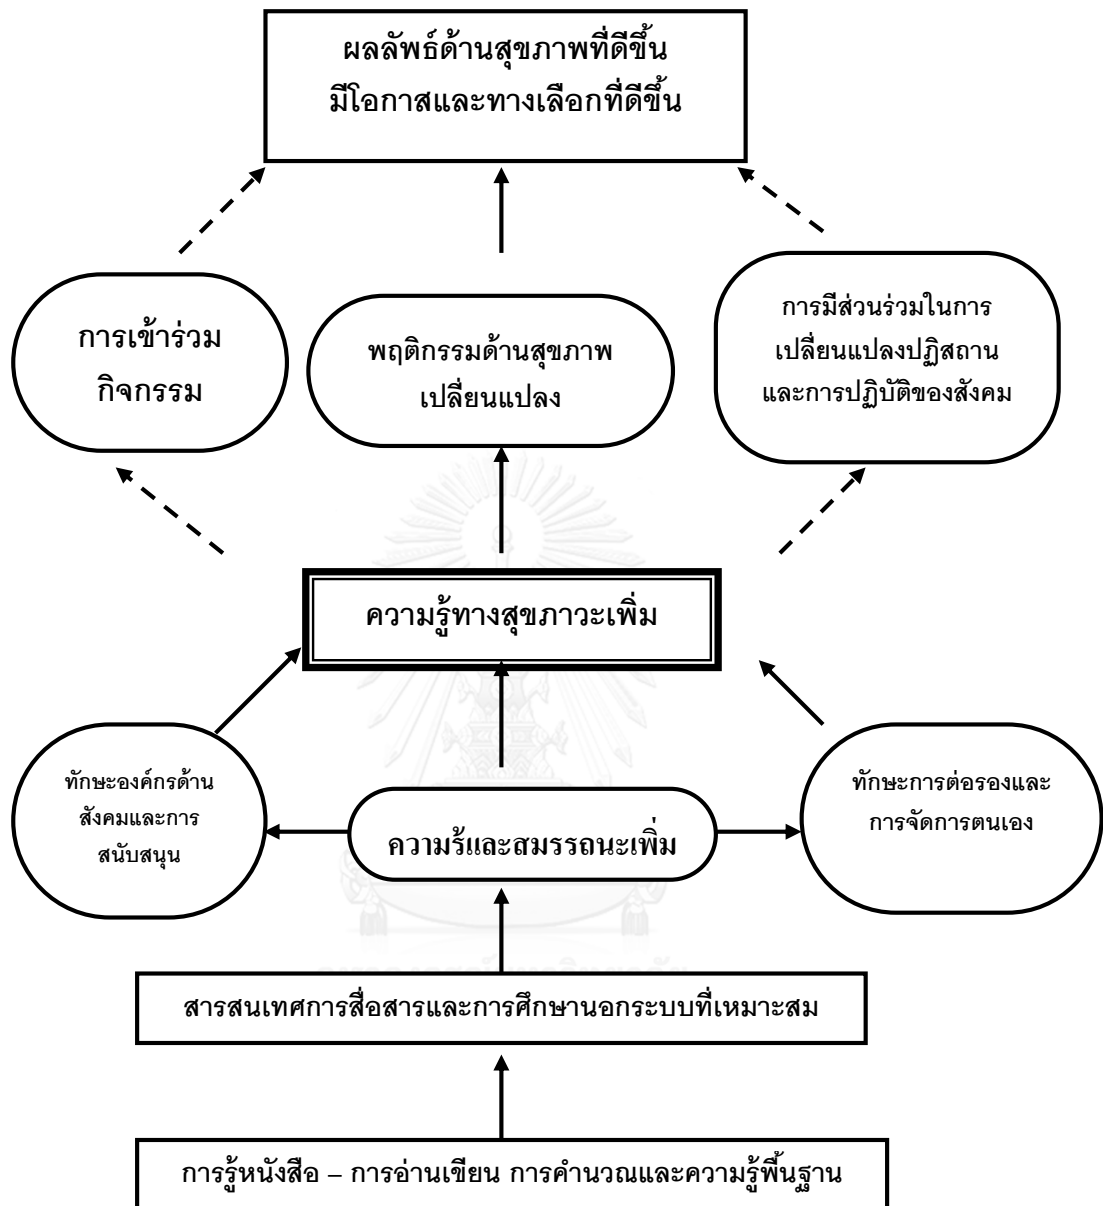 ผลลัพธ์ด้านสุขภาพที่ดีขึ้น
มีโอกาสและทางเลือกที่ดีขึ้น
การเข้าร่วม
กิจกรรม
พฤติกรรมด้านสุขภาพ
เปลี่ยนแปลง
การมีส่วนร่วมในการ
เปลี่ยนแปลงปฏิสถาน
และการปฏิบัติของสังคม
ความรู้ทางสุขภาวะเพิ่ม
ทักษะองค์กรด้าน
สังคมและการ
สนับสนุน
ความรู้และสมรรถนะเพิ่ม
ทักษะการต่อรองและ
การจัดการตนเอง
สารสนเทศการสื่อสารและการศึกษานอกระบบที่เหมาะสม
การรู้หนังสือ – การอ่านเขียน การคำนวณและความรู้พื้นฐาน